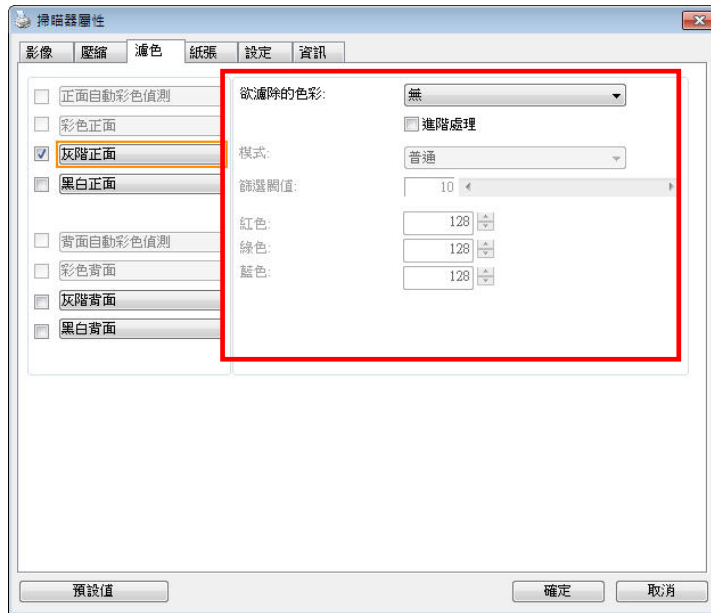 掃瞄器屬性
影像 壓縮 濾色 紙張 設定 資訊
正面自動彩色偵測
彩色正面
灰階正面
黑白正面
背面自動彩色偵測
彩色背面
灰階背面
黑白背面
欲濾除的色彩: 無
進階處理
模式: 普通
篩選閥值: 10
紅色: 128
綠色: 128
藍色: 128
預設值 確定 取消